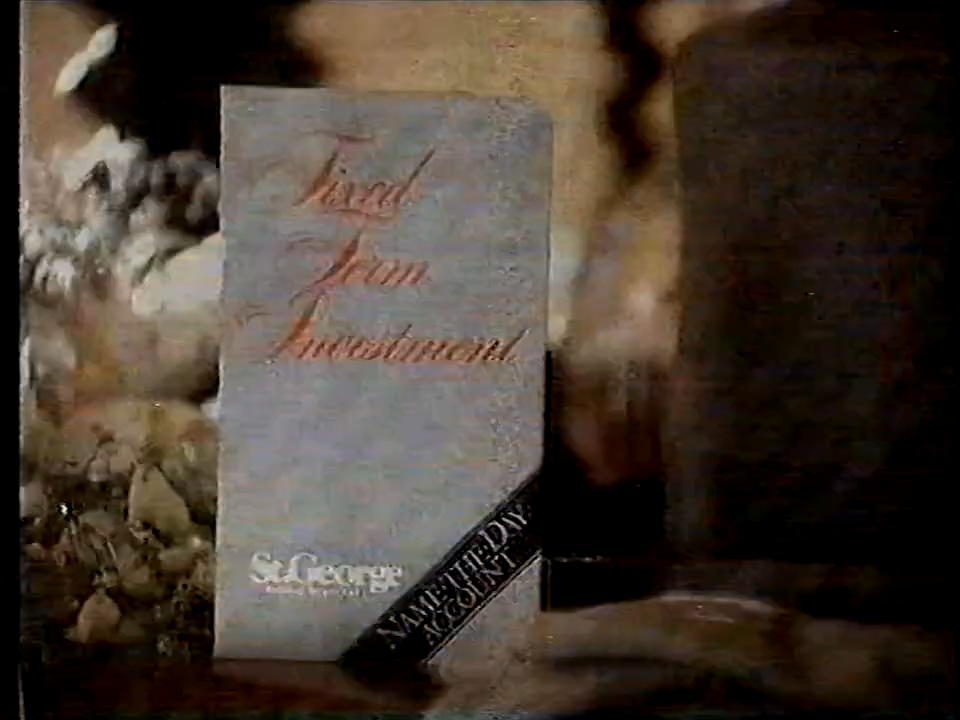 Fixed
Term
Investment
St.George
NAME-THE-DAY
ACCOUNT